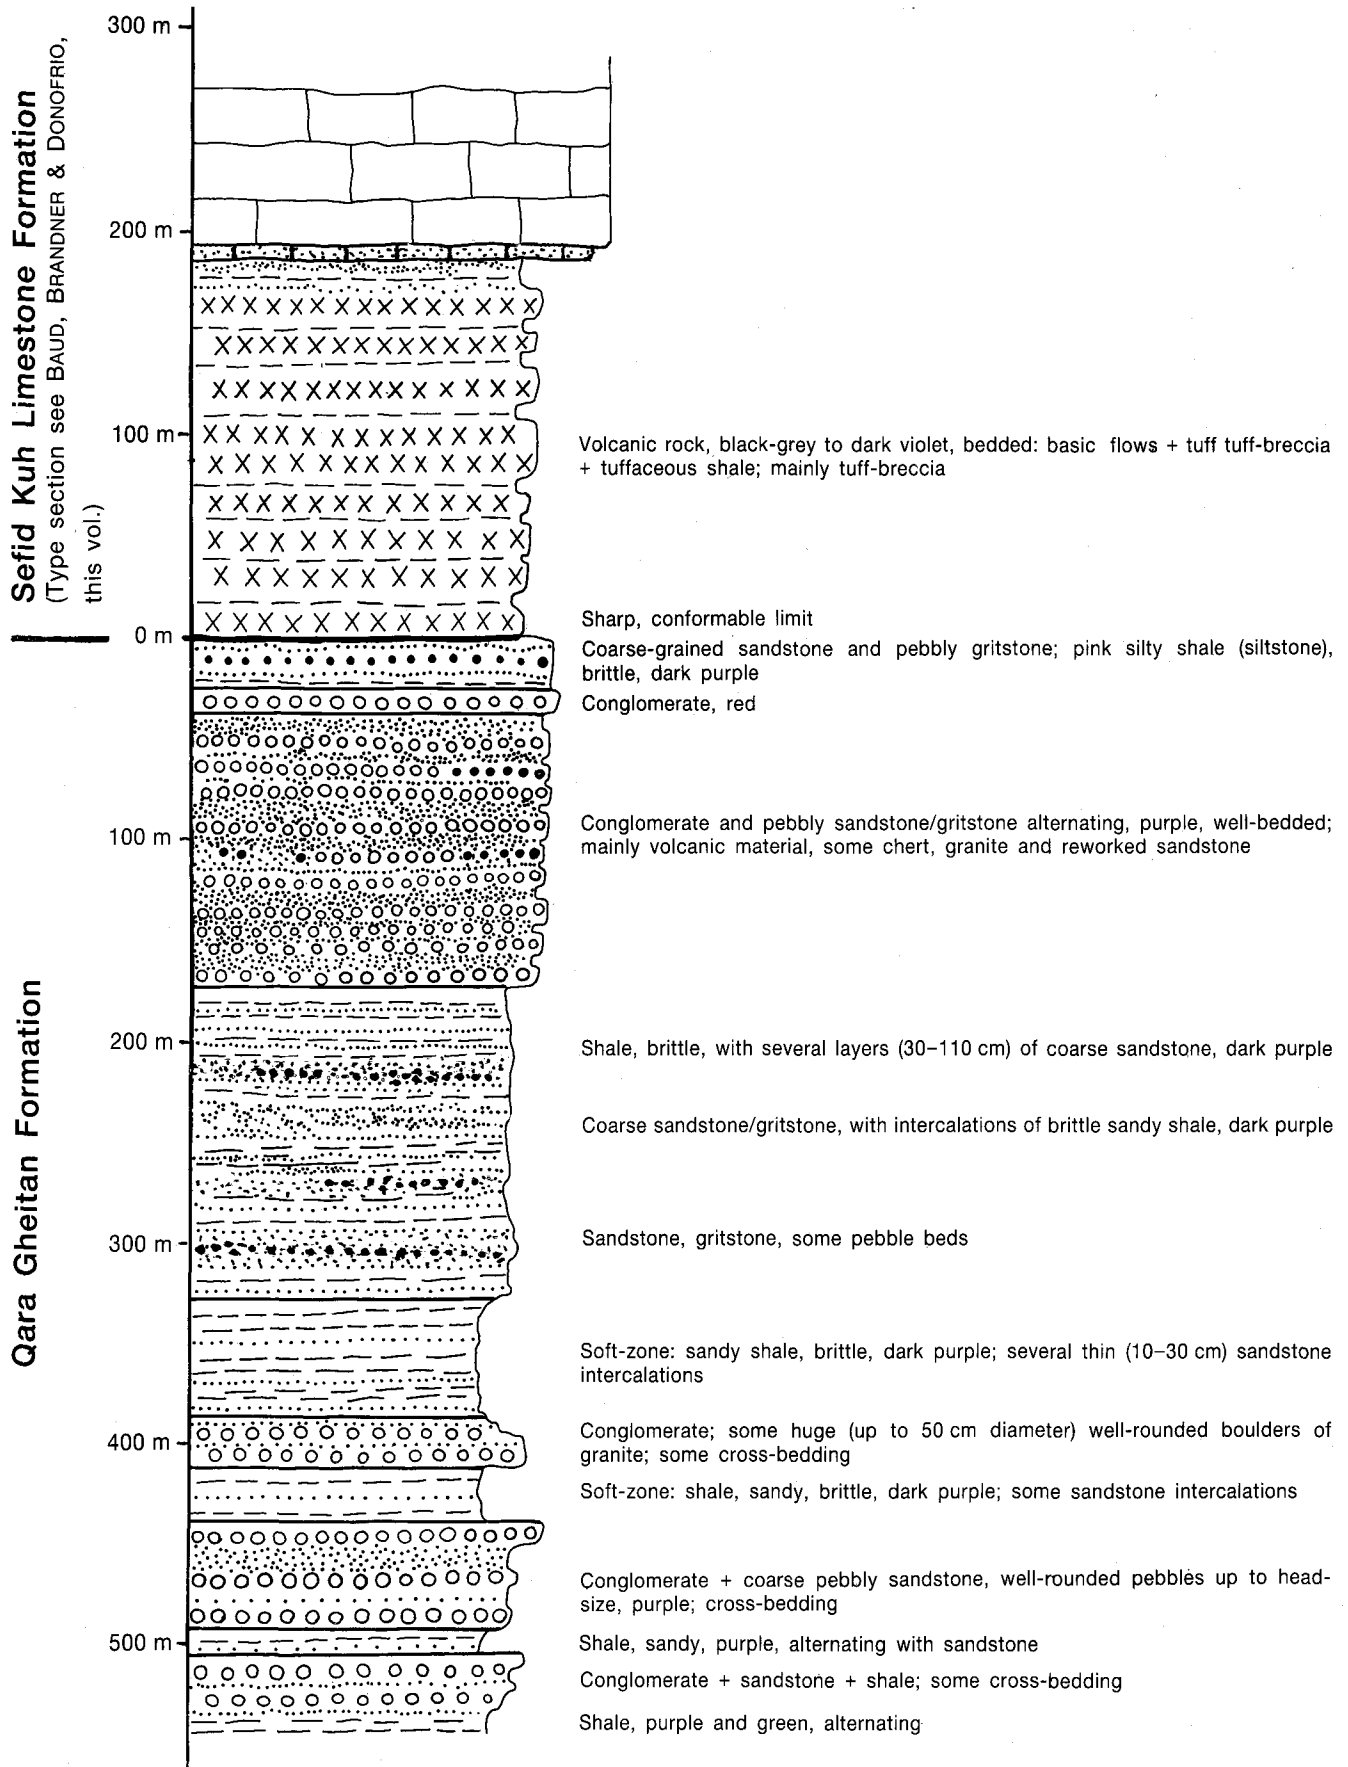 Sefid Kuh Limestone Formation
(Type section see BAUD, BRANDNER & DONOFRIO,
this vol.)
Qara Gheitan Formation
300 m
200 m
100 m
0 m
100 m
200 m
300 m
400 m
500 m
Volcanic rock, black-grey to dark violet, bedded: basic flows + tuff tuff-breccia
+ tuffaceous shale; mainly tuff-breccia
Sharp, conformable limit
Coarse-grained sandstone and pebbly gritstone; pink silty shale (siltstone),
brittle, dark purple
Conglomerate, red
Conglomerate and pebbly sandstone/gritstone alternating, purple, well-bedded;
mainly volcanic material, some chert, granite and reworked sandstone
Shale, brittle, with several layers (30–110 cm) of coarse sandstone, dark purple
Coarse sandstone/gritstone, with intercalations of brittle sandy shale, dark purple
Sandstone, gritstone, some pebble beds
Soft-zone: sandy shale, brittle, dark purple; several thin (10–30 cm) sandstone
intercalations
Conglomerate; some huge (up to 50 cm diameter) well-rounded boulders of
granite; some cross-bedding
Soft-zone: shale, sandy, brittle, dark purple; some sandstone intercalations
Conglomerate + coarse pebbly sandstone, well-rounded pebbles up to head-
size, purple; cross-bedding
Shale, sandy, purple, alternating with sandstone
Conglomerate + sandstone + shale; some cross-bedding
Shale, purple and green, alternating